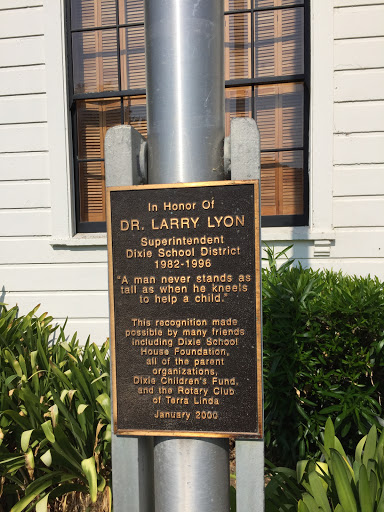 In Honor Of
DR. LARRY LYON
Superintendent
Dixie School District
1982-1996
"A man never stands as
tall as when he kneels
to help a child."
This recognition made
possible by many friends
including Dixie School
House Foundation,
all of the parent
organizations,
Dixie Children's Fund,
and the Rotary Club
of Terra Linda
January 2000